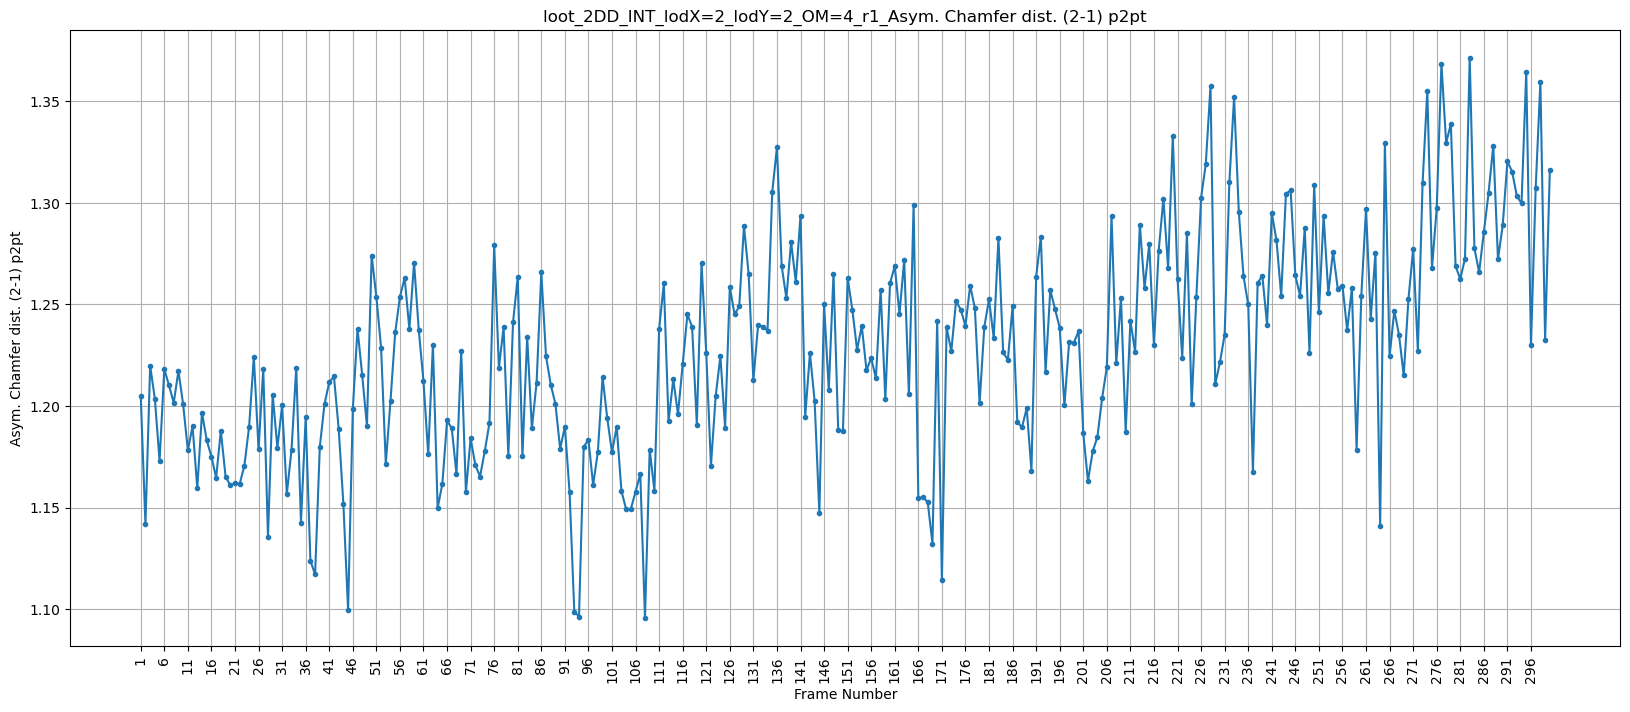 loot_2DD_INT_lodX=2_lodY=2_OM=4_r1_Asym. Chamfer dist. (2-1) p2pt
Asym. Chamfer dist. (2-1) p2pt
1.35
1.30
1.25
1.20
1.15
1.10
1 6 11 16 21 26 31 36 41 46 51 56 61 66 71 76 81 86 91 96 101 106 111 116 121 126 131 136 141 146 151 156 161 166 171 176 181 186 191 196 201 206 211 216 221 226 231 236 241 246 251 256 261 266 271 276 281 286 291 296
Frame Number